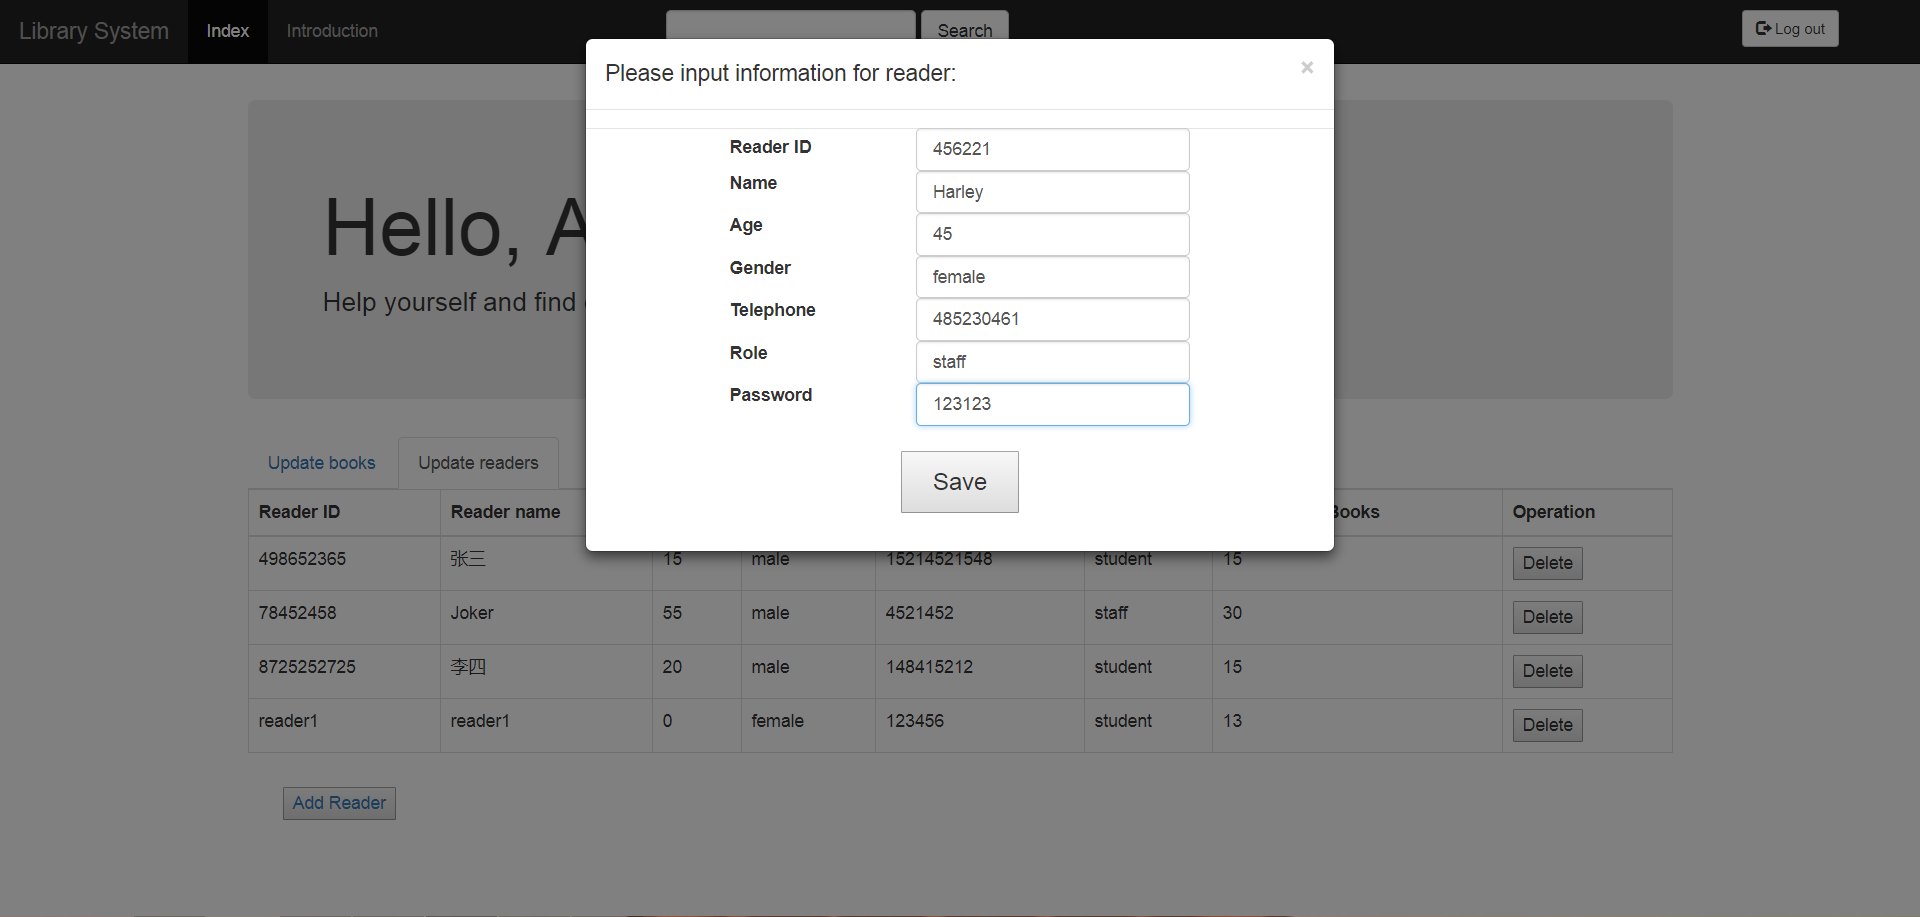 Library System Index Introduction Search Log out
Please input information for reader: ×
Reader ID 456221
Name Harley
Age 45
Gender female
Telephone 485230461
Role staff
Password 123123
Save
Hello, A
Help yourself and find
Update books Update readers
Reader ID Reader name Books Operation
498652365 张三 15 male 15214521548 student 15 Delete
78452458 Joker 55 male 4521452 staff 30 Delete
8725252725 李四 20 male 148415212 student 15 Delete
reader1 reader1 0 female 123456 student 13 Delete
Add Reader